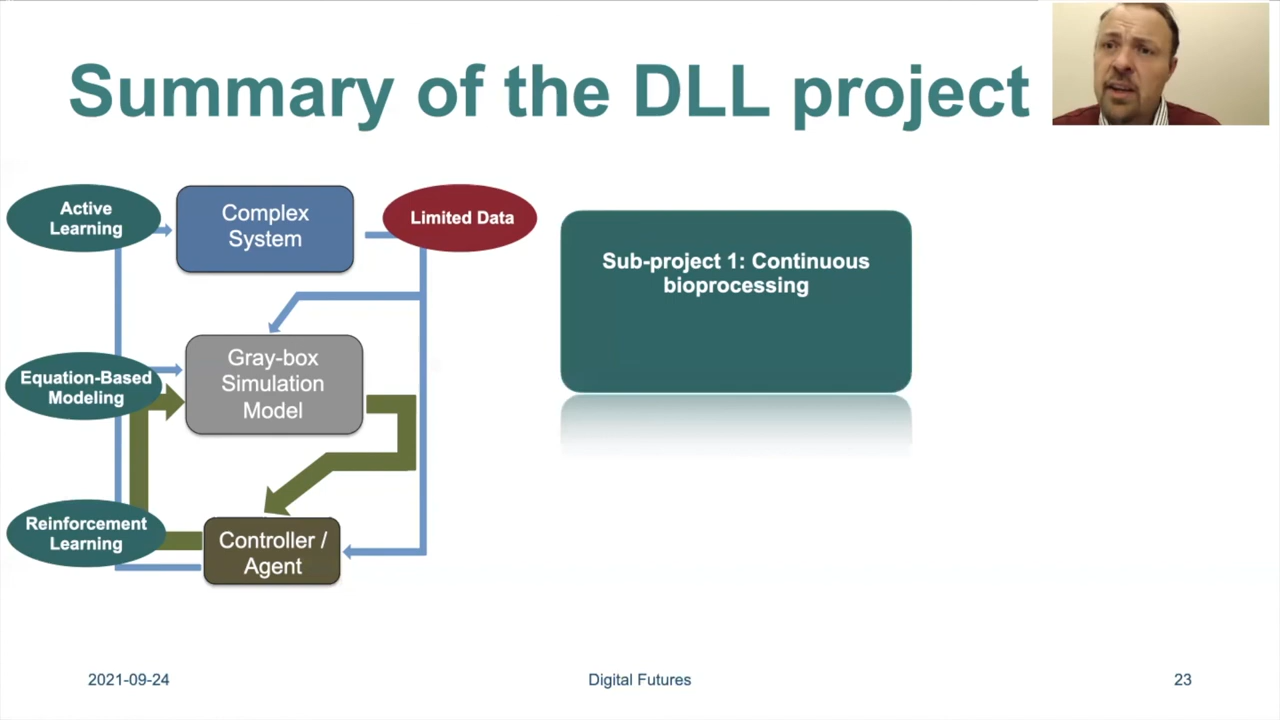 Summary of the DLL project
Active
Learning
Complex
System
Limited Data
Sub-project 1: Continuous
bioprocessing
Equation-Based
Modeling
Gray-box
Simulation
Model
Reinforcement
Learning
Controller /
Agent
2021-09-24
Digital Futures
23